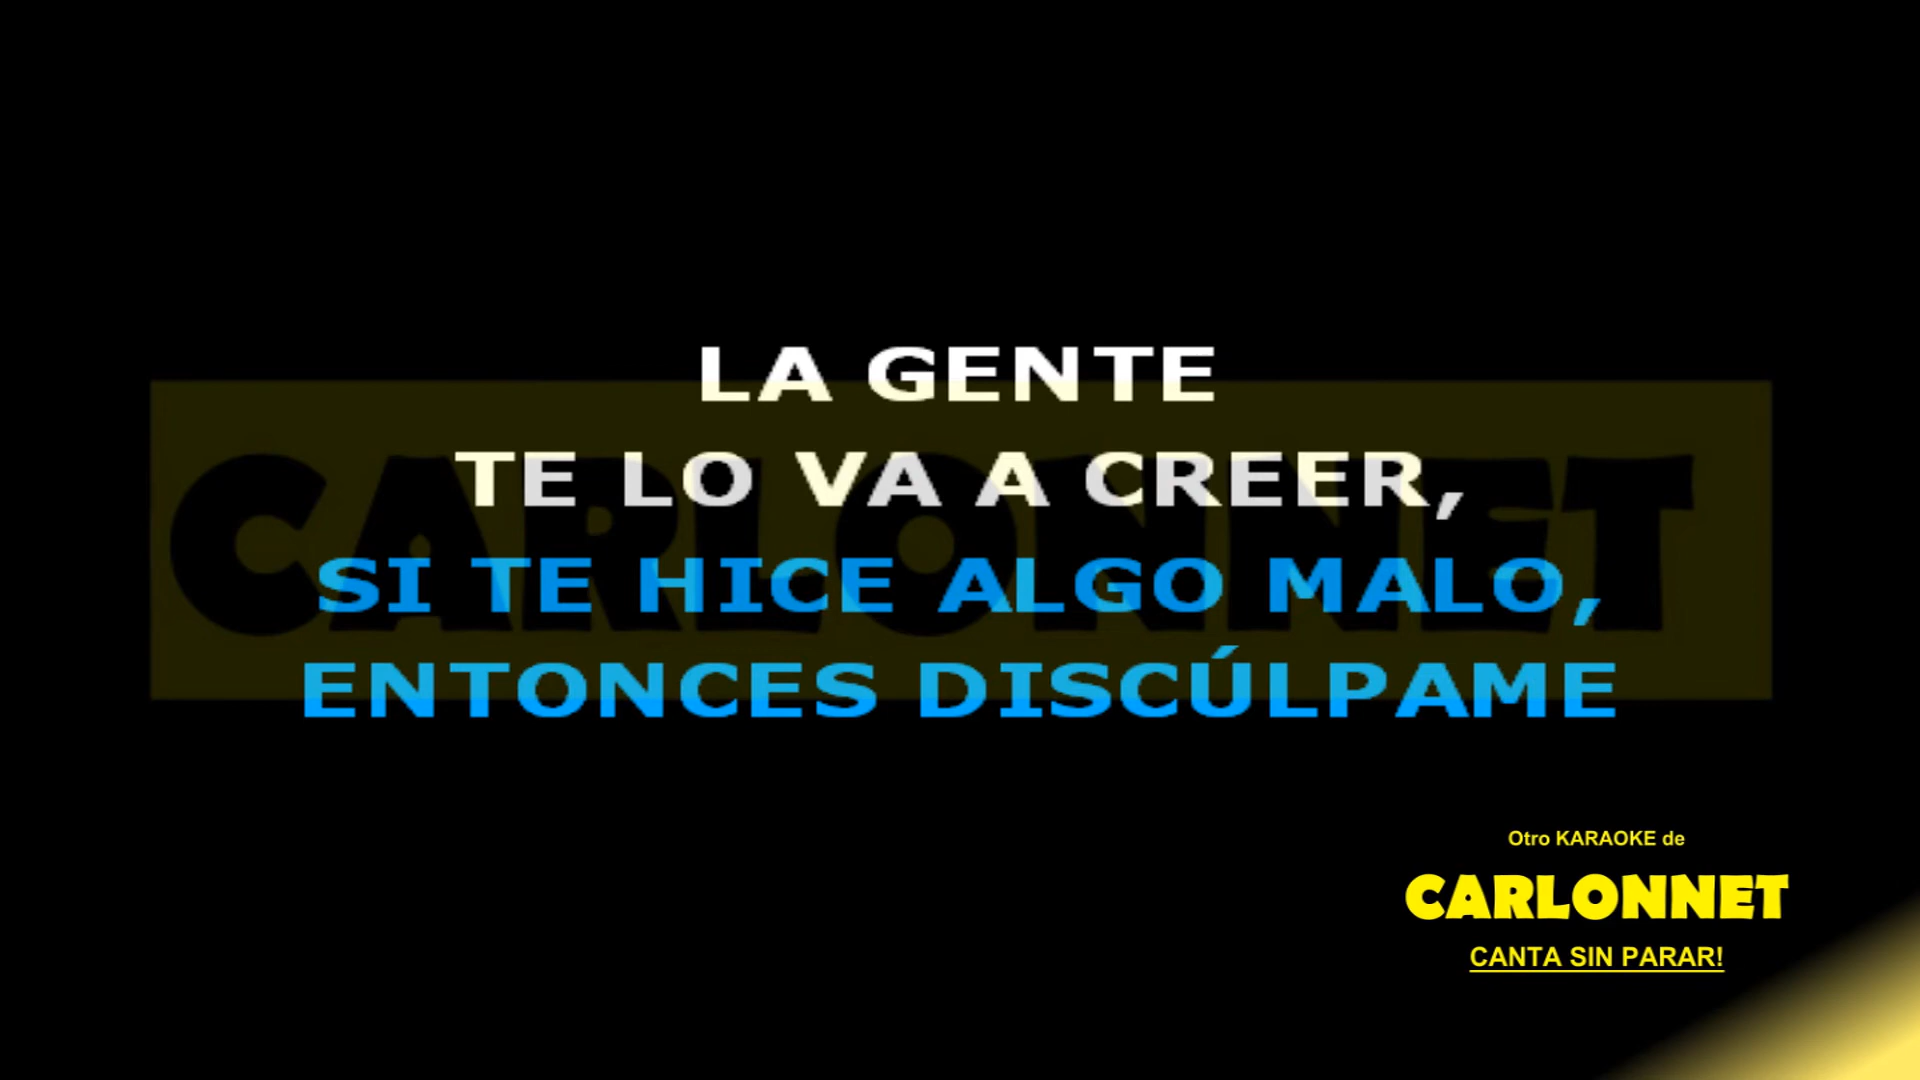 LA GENTE
TE LO VA A CREER,
SI TE HICE ALGO MALO,
ENTONCES DISCÚLPAME
CARLONNET
Otro KARAOKE de
CARLONNET
CANTA SIN PARAR!